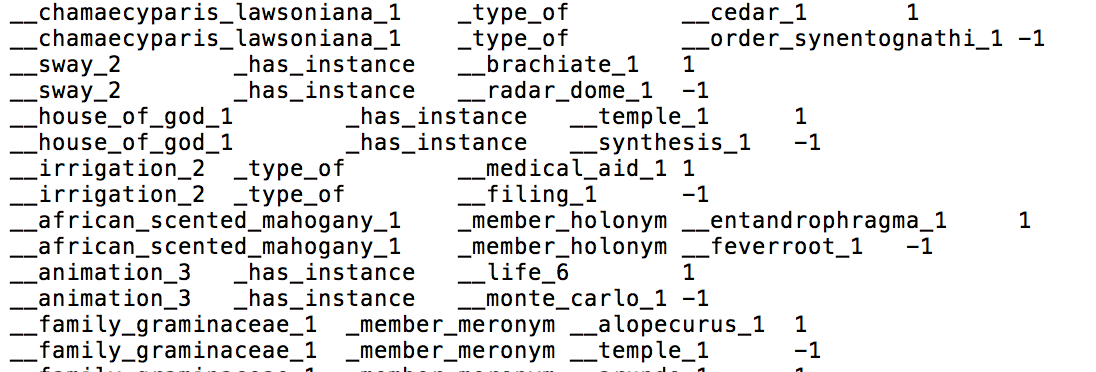 __chamaecyparis_lawsoniana_1 _type_of __cedar_1 1
__chamaecyparis_lawsoniana_1 _type_of __order_synentognathi_1 -1
__sway_2 _has_instance __brachiate_1 1
__sway_2 _has_instance __radar_dome_1 -1
__house_of_god_1 _has_instance __temple_1 1
__house_of_god_1 _has_instance __synthesis_1 -1
__irrigation_2 _type_of __medical_aid_1 1
__irrigation_2 _type_of __filing_1 -1
__african_scented_mahogany_1 _member_holonym __entandrophragma_1 1
__african_scented_mahogany_1 _member_holonym __feverroot_1 -1
__animation_3 _has_instance __life_6 1
__animation_3 _has_instance __monte_carlo_1 -1
__family_graminaceae_1 _member_meronym __alopecurus_1 1
__family_graminaceae_1 _member_meronym __temple_1 -1